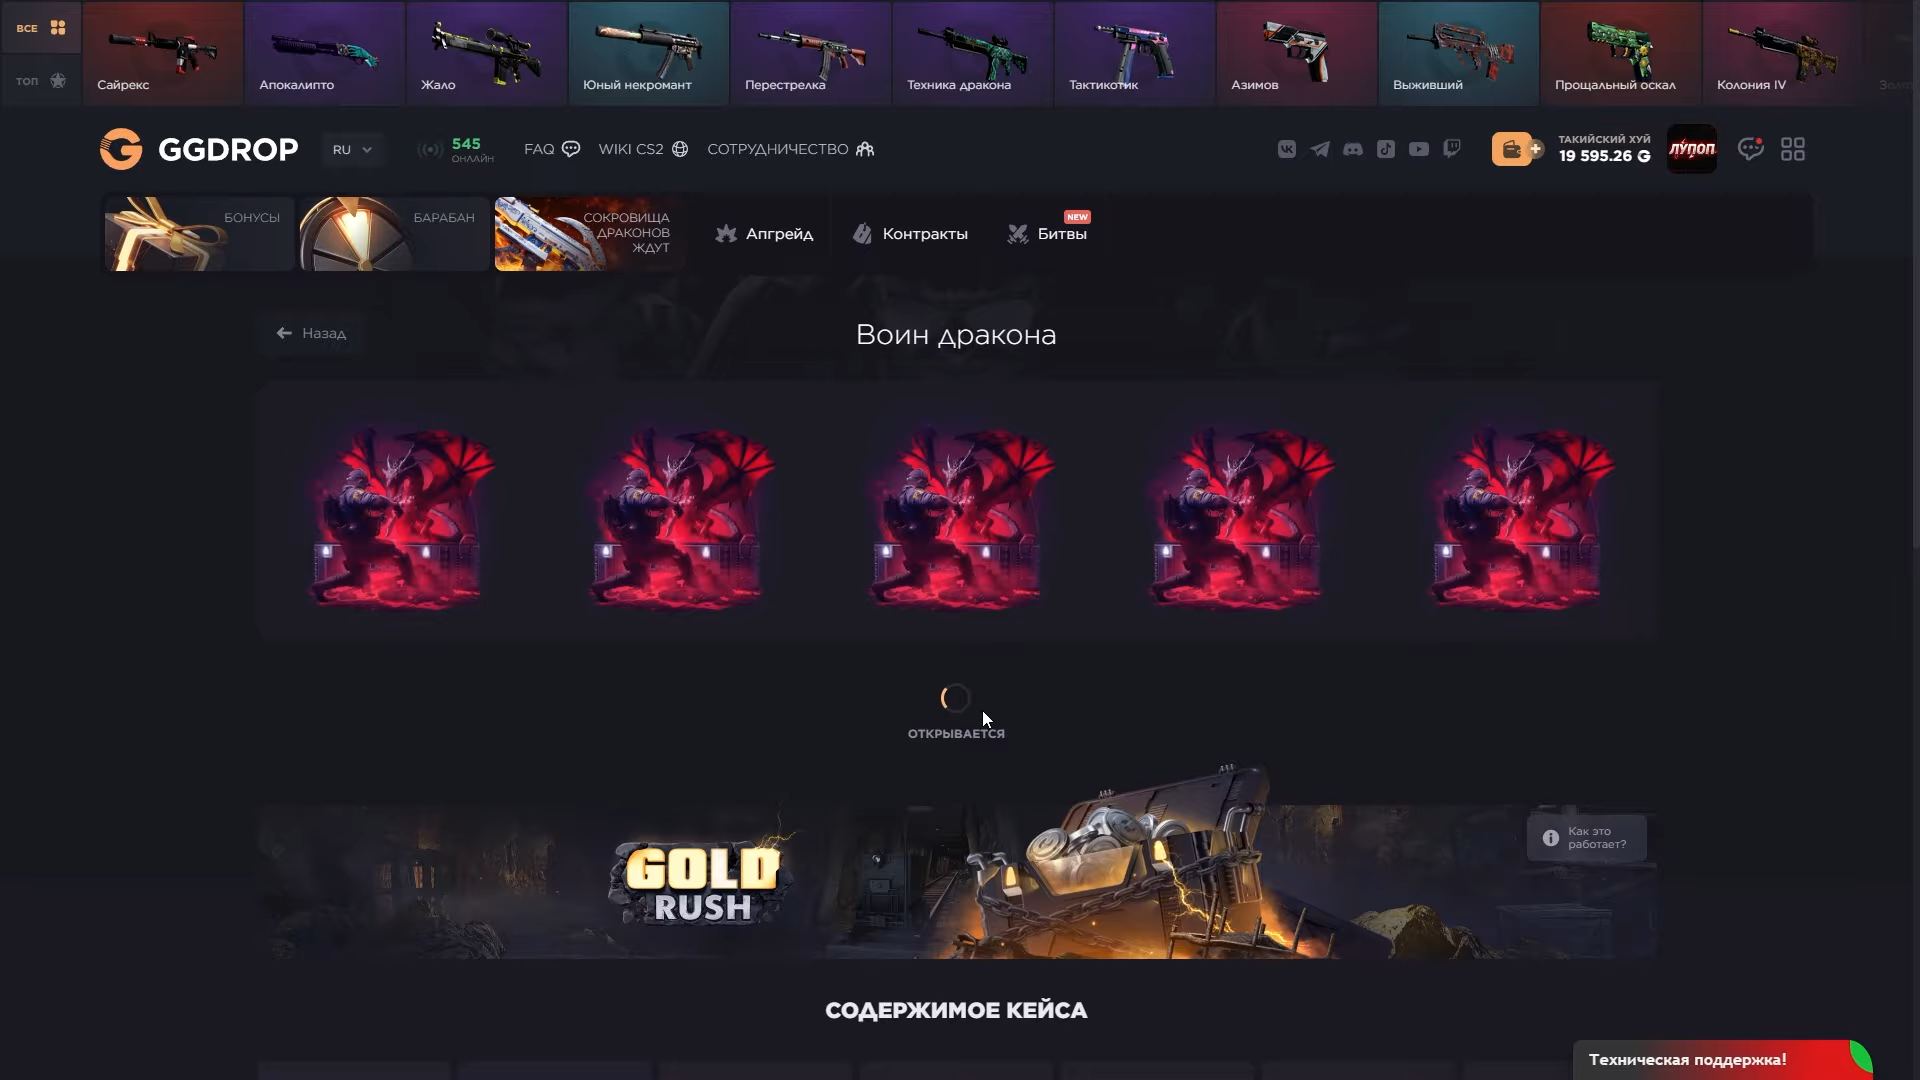 ВСЕ
ТОП
Сайрекс
Апокалипто
Жало
Юный некромант
Перестрелка
Техника дракона
Тактикотик
Азимов
Выживший
Прощальный оскал
Колония IV
GGDROP
RU
545
ОНЛАЙН
FAQ
WIKI CS2
СОТРУДНИЧЕСТВО
ТАКИЙСКИЙ ХУЙ
19 595.26 G
ЛУПОП
БОНУСЫ
БАРАБАН
СОКРОВИЩА
ДРАКОНОВ
ЖДУТ
Апгрейд
Контракты
Битвы
NEW
Назад
Воин дракона
ОТКРЫВАЕТСЯ
GOLD
RUSH
Как это
работает?
СОДЕРЖИМОЕ КЕЙСА
Техническая поддержка!